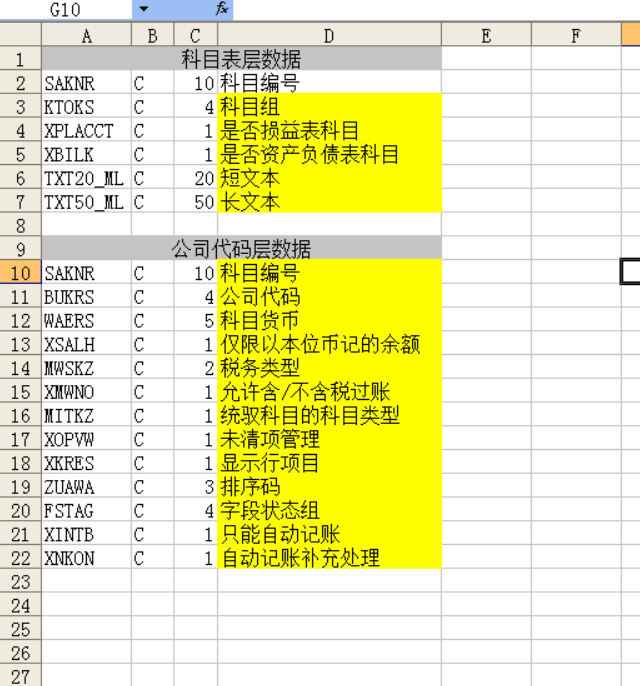 G10 fx
A B C D E F
1 科目表层数据
2 SAKNR C 10 科目编号
3 KTOKS C 4 科目组
4 XPLACCT C 1 是否损益表科目
5 XBILK C 1 是否资产负债表科目
6 TXT20_ML C 20 短文本
7 TXT50_ML C 50 长文本
8
9 公司代码层数据
10 SAKNR C 10 科目编号
11 BUKRS C 4 公司代码
12 WAERS C 5 科目货币
13 XSALH C 1 仅限以本位币记的余额
14 MWSKZ C 2 税务类型
15 XMWNO C 1 允许含/不含税过账
16 MITKZ C 1 统驭科目的科目类型
17 XOPVW C 1 未清项管理
18 XKRES C 1 显示行项目
19 ZUAWA C 3 排序码
20 FSTAG C 4 字段状态组
21 XINTB C 1 只能自动记账
22 XNKON C 1 自动记账补充处理
23
24
25
26
27